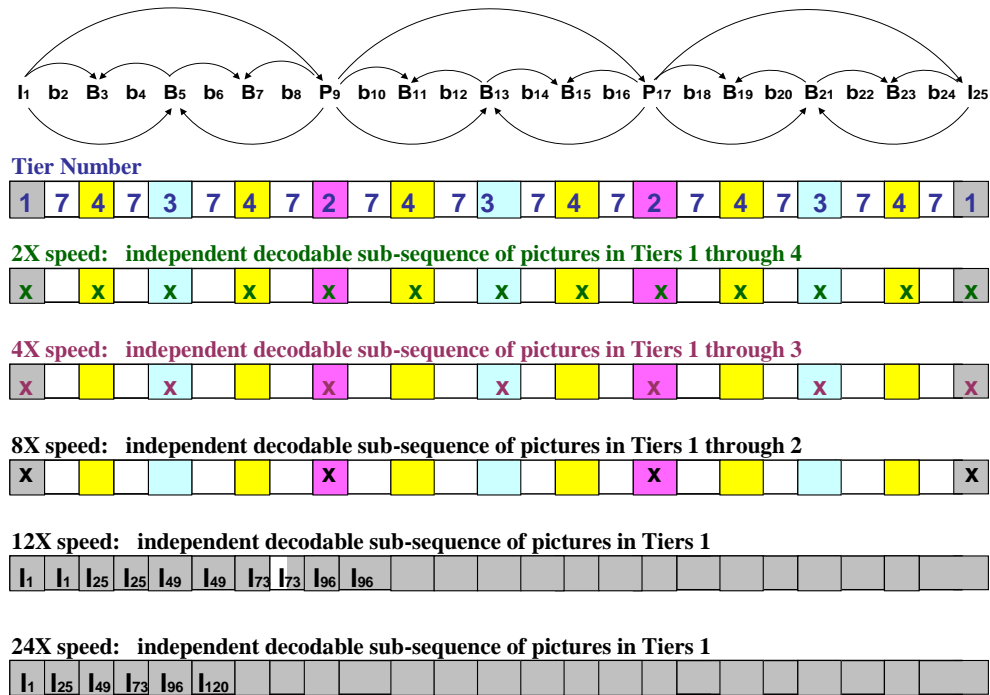 I1 b2 B3 b4 B5 b6 B7 b8 P9 b10 B11 b12 B13 b14 B15 b16 P17 b18 B19 b20 B21 b22 B23 b24 I25
Tier Number
1 7 4 7 3 7 4 7 2 7 4 7 3 7 4 7 2 7 4 7 3 7 4 7 1
2X speed: independent decodable sub-sequence of pictures in Tiers 1 through 4
x x x x x x x x x x x x x
4X speed: independent decodable sub-sequence of pictures in Tiers 1 through 3
x x x x x x x
8X speed: independent decodable sub-sequence of pictures in Tiers 1 through 2
x x x x
12X speed: independent decodable sub-sequence of pictures in Tiers 1
I1 I1 I25 I25 I49 I49 I73 I73 I96 I96
24X speed: independent decodable sub-sequence of pictures in Tiers 1
I1 I25 I49 I73 I96 I120